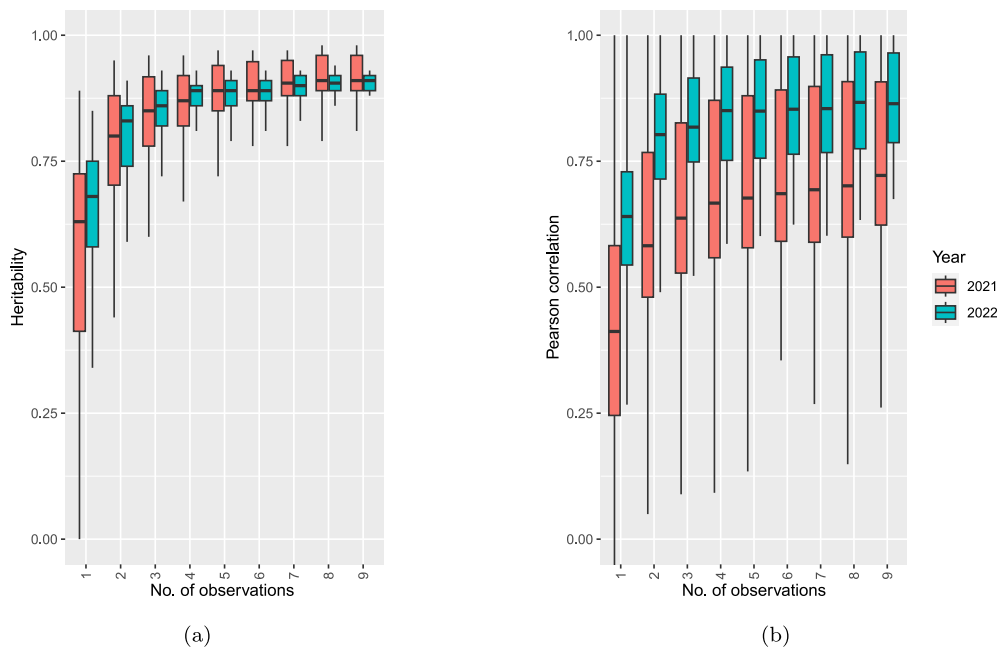 1.00
0.75
0.50
0.25
0.00
Heritability
1 2 3 4 5 6 7 8 9
No. of observations
(a)
1.00
0.75
0.50
0.25
0.00
Pearson correlation
1 2 3 4 5 6 7 8 9
No. of observations
(b)
Year
2021
2022